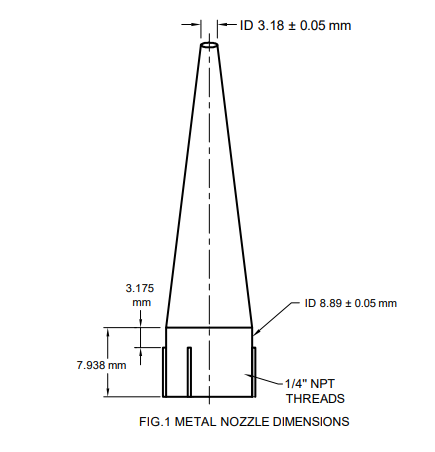 ID 3.18 ± 0.05 mm
3.175
mm
ID 8.89 ± 0.05 mm
7.938 mm
1/4" NPT
THREADS
FIG.1 METAL NOZZLE DIMENSIONS